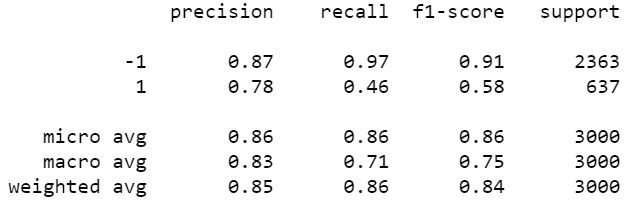 precision recall f1-score support
-1 0.87 0.97 0.91 2363
1 0.78 0.46 0.58 637
micro avg 0.86 0.86 0.86 3000
macro avg 0.83 0.71 0.75 3000
weighted avg 0.85 0.86 0.84 3000